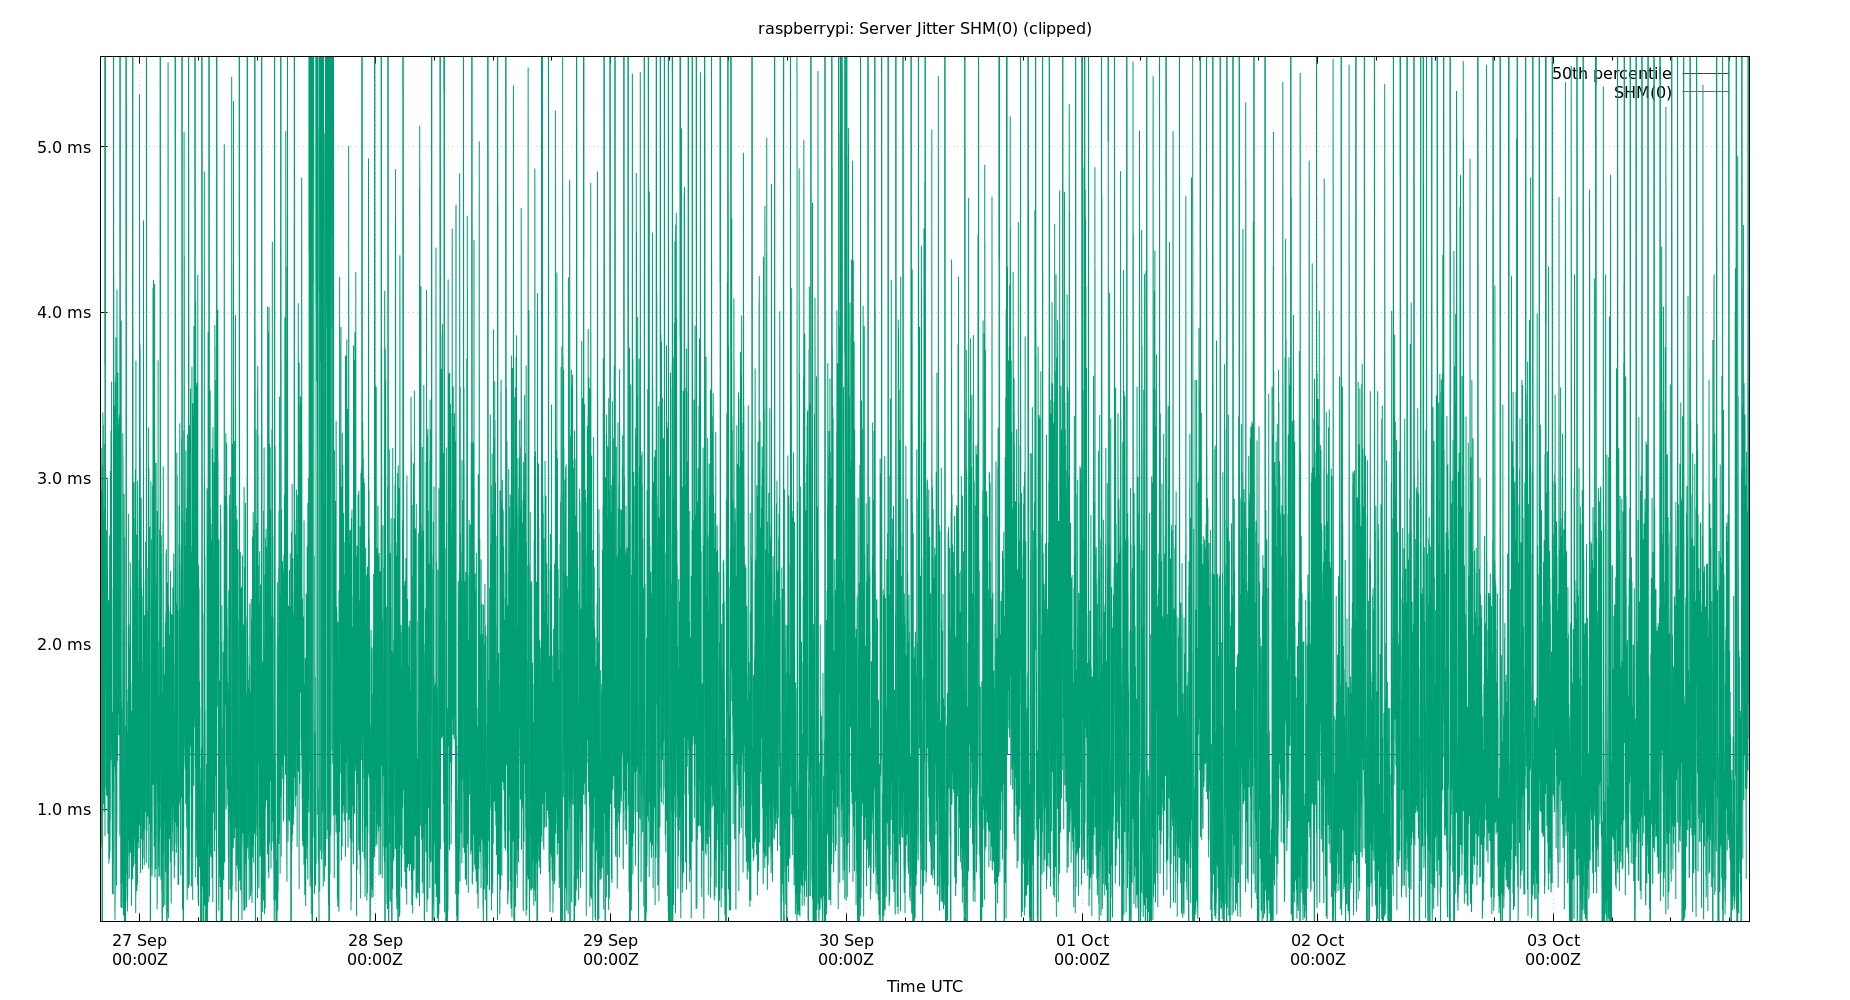 raspberrypi: Server Jitter SHM(0) (clipped)
50th percentile
SHM(0)
5.0 ms
4.0 ms
3.0 ms
2.0 ms
1.0 ms
27 Sep 28 Sep 29 Sep 30 Sep 01 Oct 02 Oct 03 Oct
00:00Z 00:00Z 00:00Z 00:00Z 00:00Z 00:00Z 00:00Z
Time UTC